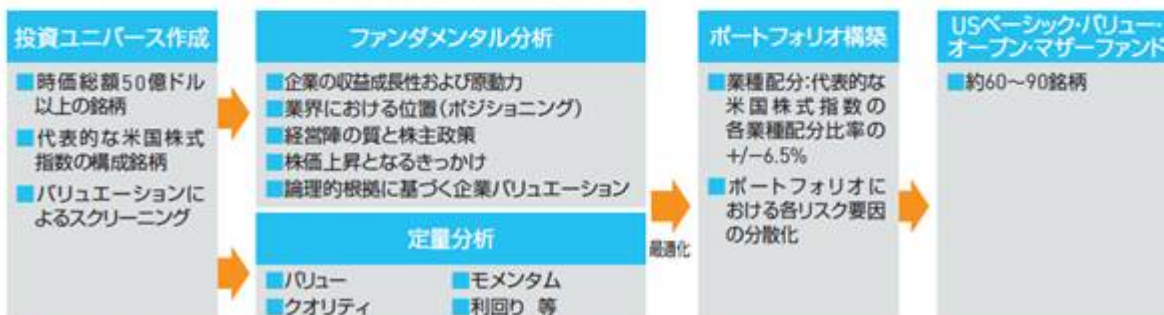 投資ユニバース作成
■時価総額50億ドル
以上の銘柄
■代表的な米国株式
指数の構成銘柄
■バリュエーションに
よるスクリーニング
ファンダメンタル分析
■企業の収益成長性および原動力
■業界における位置(ポジショニング)
■経営陣の質と株主政策
■株価上昇となるきっかけ
■論理的根拠に基づく企業バリュエーション
定量分析
■バリュー ■モメンタム
■クオリティ ■利回り 等
最適化
ポートフォリオ構築
■業種配分:代表的な
米国株式指数の
各業種配分比率の
+/−6.5%
■ポートフォリオに
おける各リスク要因
の分散化
USベーシック・バリュー・
オープン・マザーファンド
■約60〜90銘柄